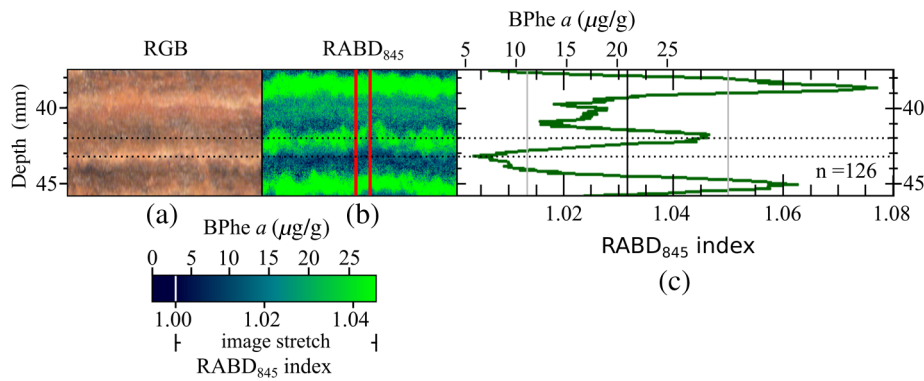 BPhe a (µg/g)
RGB RABD845 5 10 15 20 25
Depth (mm)
40 40
45 n =126 45
(a) (b) 1.02 1.04 1.06 1.08
BPhe a (µg/g) RABD845 index
0 5 10 15 20 25 (c)
1.00 1.02 1.04
image stretch
RABD845 index